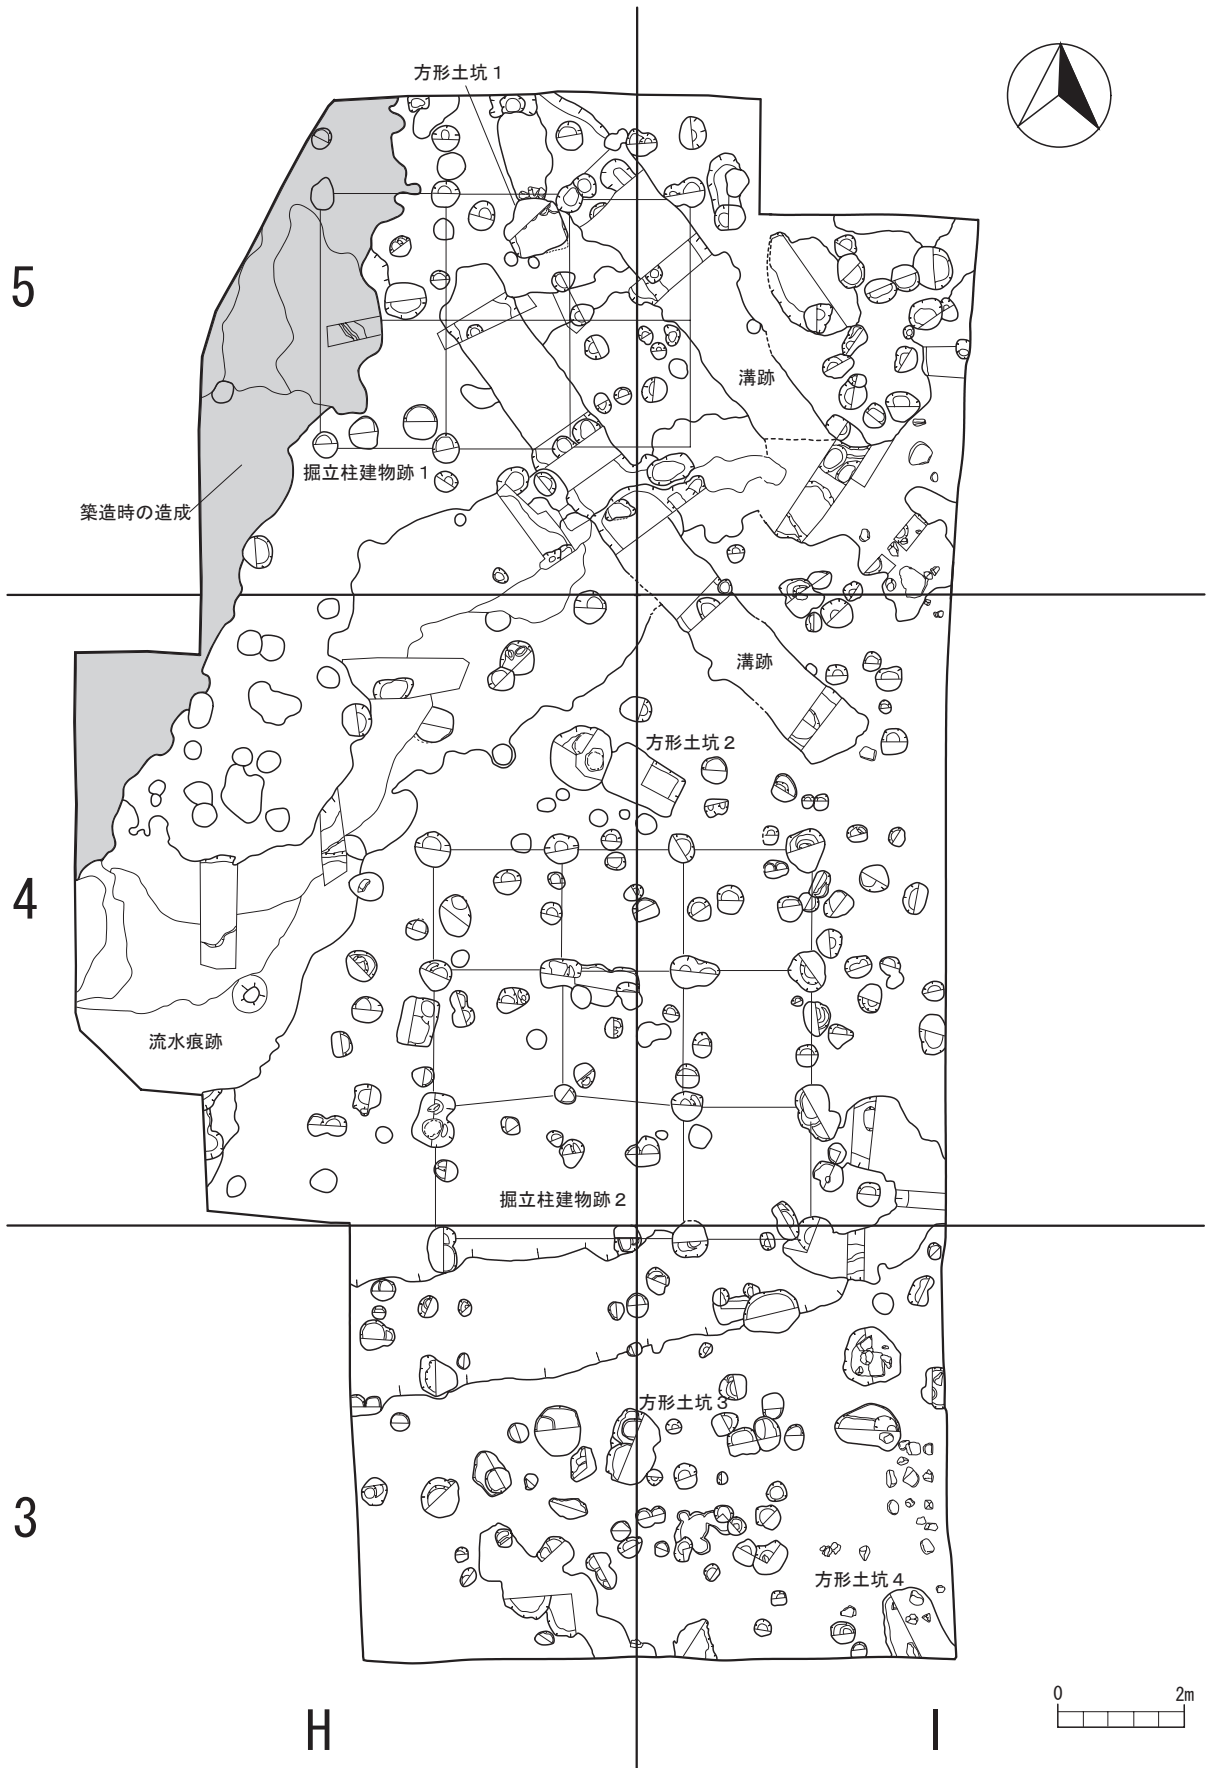 方形土坑1
5
溝跡
掘立柱建物跡1
築造時の造成
溝跡
方形土坑2
4
流水痕跡
掘立柱建物跡2
方形土坑3
3
方形土坑4
0 2m
H I